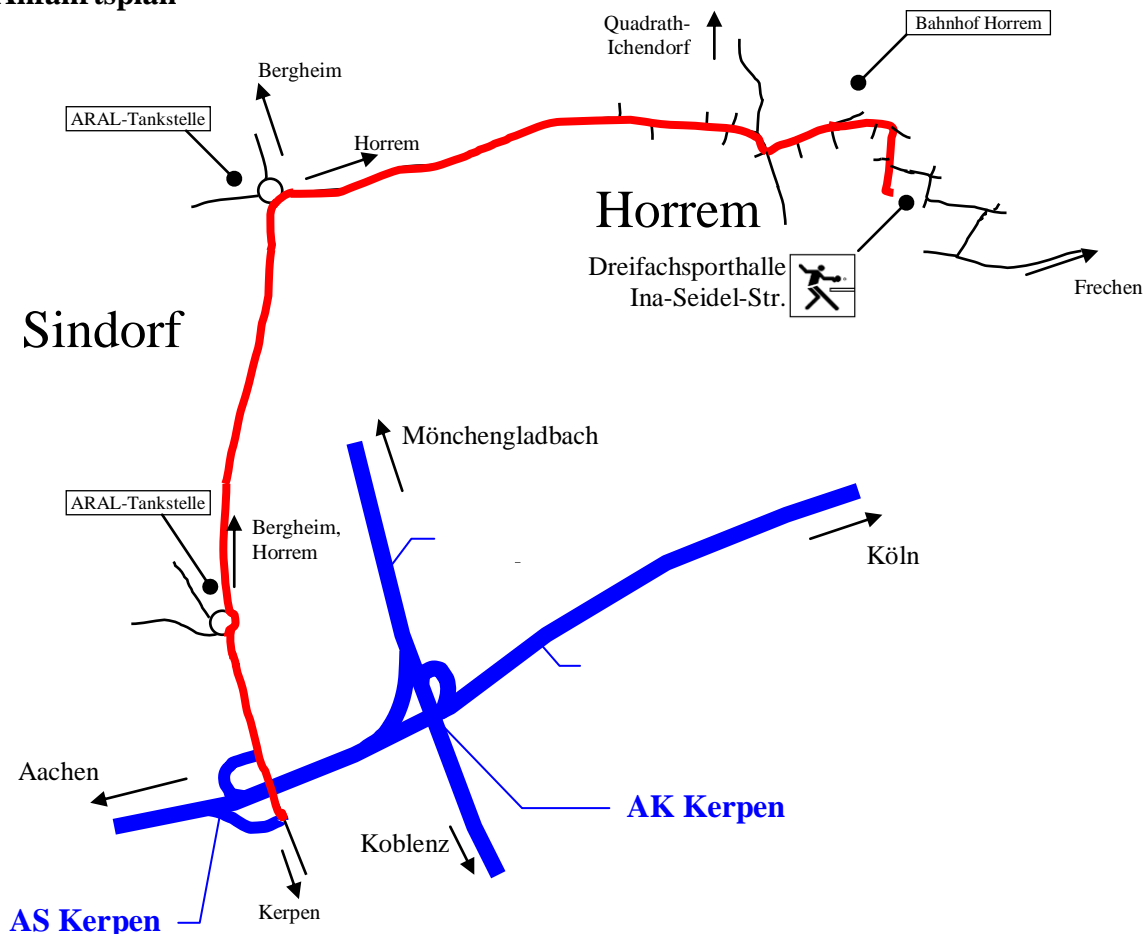 Anfahrtsplan
Quadrath-
Ichendorf
Bahnhof Horrem
Bergheim
ARAL-Tankstelle
Horrem
Horrem
Dreifachsporthalle
Ina-Seidel-Str.
Frechen
Sindorf
Mönchengladbach
ARAL-Tankstelle
Bergheim,
Horrem
Köln
Aachen
AK Kerpen
Koblenz
Kerpen
AS Kerpen